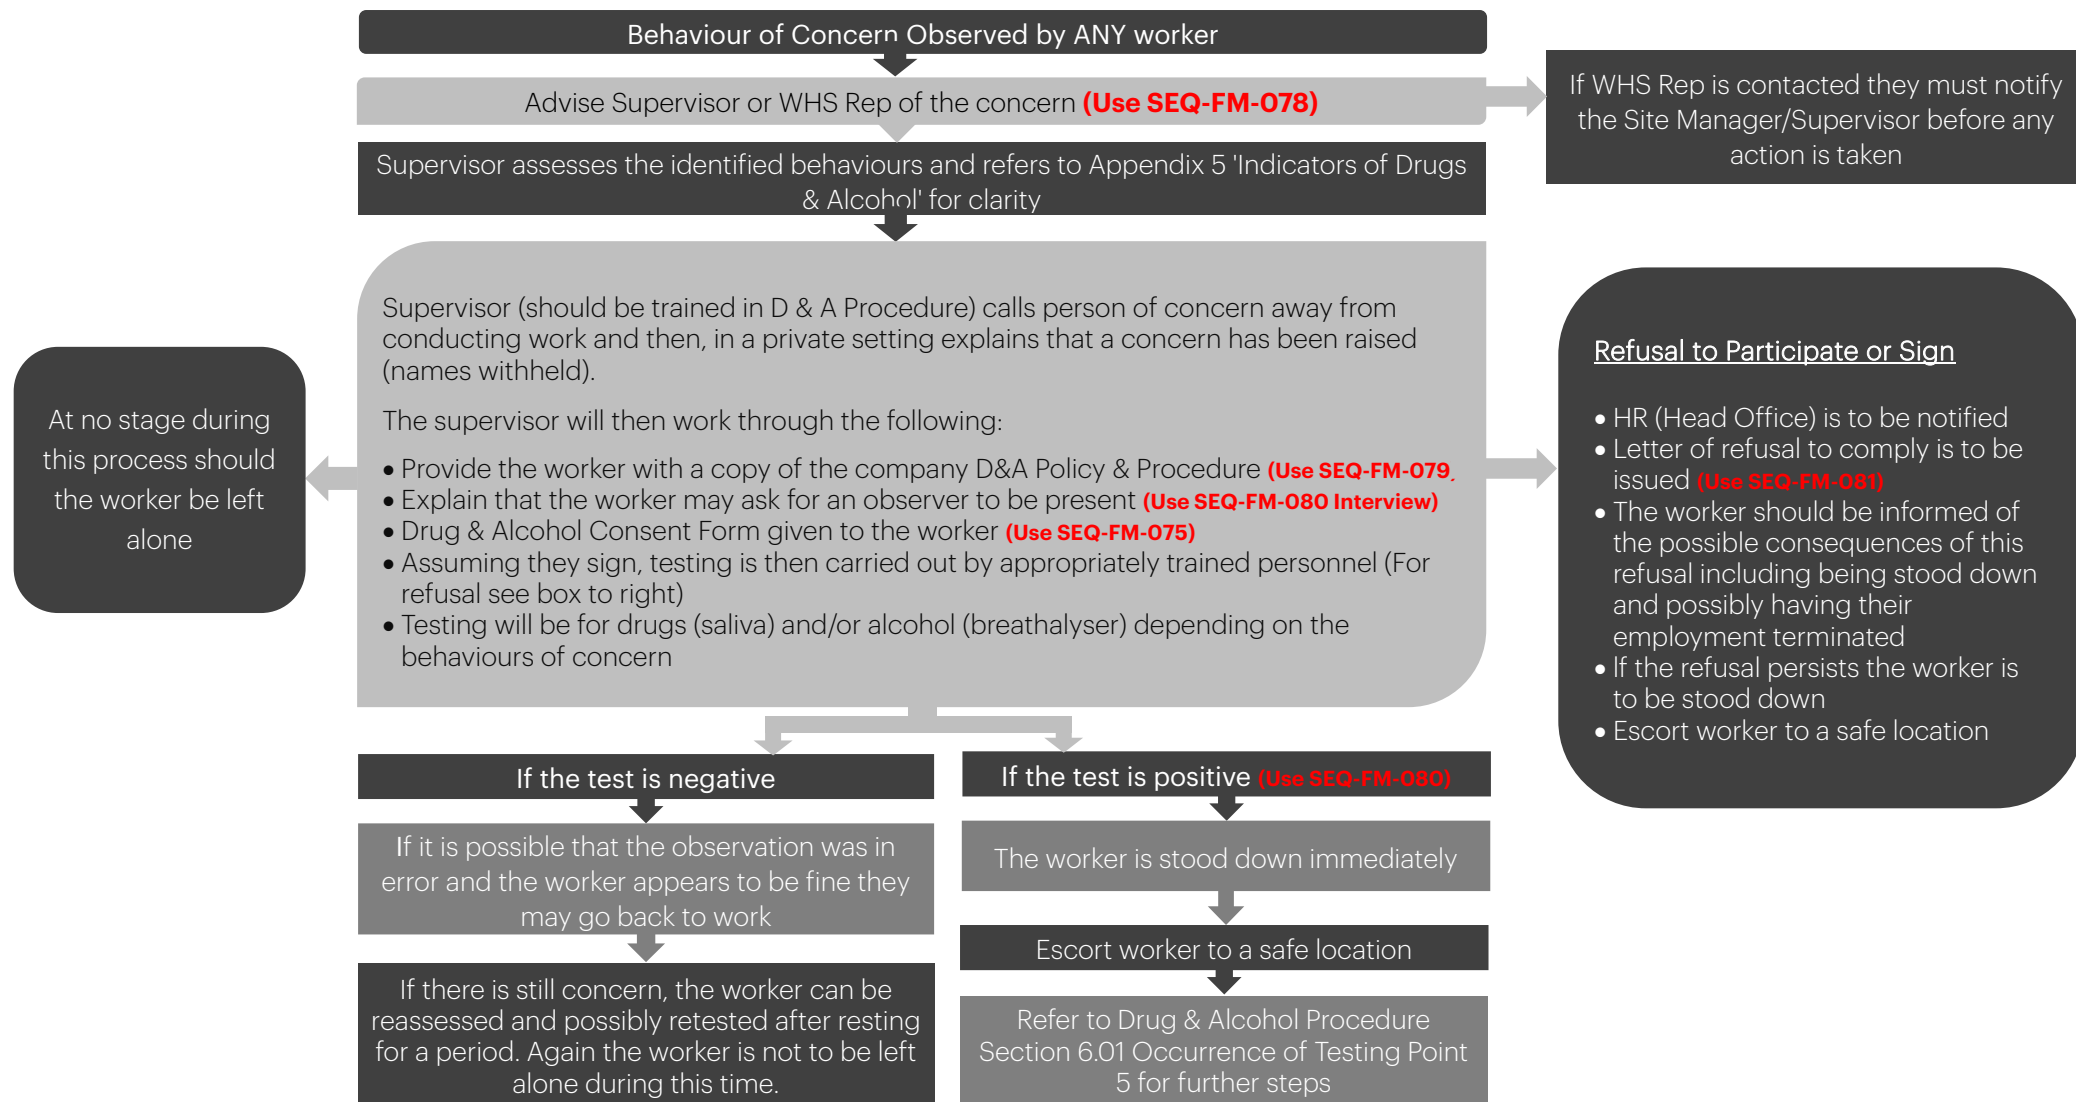 Behaviour of Concern Observed by ANY worker
Advise Supervisor or WHS Rep of the concern (Use SEQ-FM-078)
If WHS Rep is contacted they must notify
the Site Manager/Supervisor before any
action is taken
Supervisor assesses the identified behaviours and refers to Appendix 5 'Indicators of Drugs
& Alcohol' for clarity
Supervisor (should be trained in D & A Procedure) calls person of concern away from
conducting work and then, in a private setting explains that a concern has been raised
(names withheld).
The supervisor will then work through the following:
• Provide the worker with a copy of the company D&A Policy & Procedure (Use SEQ-FM-079,
• Explain that the worker may ask for an observer to be present (Use SEQ-FM-080 Interview)
• Drug & Alcohol Consent Form given to the worker (Use SEQ-FM-075)
• Assuming they sign, testing is then carried out by appropriately trained personnel (For
refusal see box to right)
• Testing will be for drugs (saliva) and/or alcohol (breathalyser) depending on the
behaviours of concern
At no stage during
this process should
the worker be left
alone
Refusal to Participate or Sign
• HR (Head Office) is to be notified
• Letter of refusal to comply is to be
issued (Use SEQ-FM-081)
• The worker should be informed of
the possible consequences of this
refusal including being stood down
and possibly having their
employment terminated
• If the refusal persists the worker is
to be stood down
• Escort worker to a safe location
If the test is negative
If it is possible that the observation was in
error and the worker appears to be fine they
may go back to work
If there is still concern, the worker can be
reassessed and possibly retested after resting
for a period. Again the worker is not to be left
alone during this time.
If the test is positive (Use SEQ-FM-080)
The worker is stood down immediately
Escort worker to a safe location
Refer to Drug & Alcohol Procedure
Section 6.01 Occurrence of Testing Point
5 for further steps